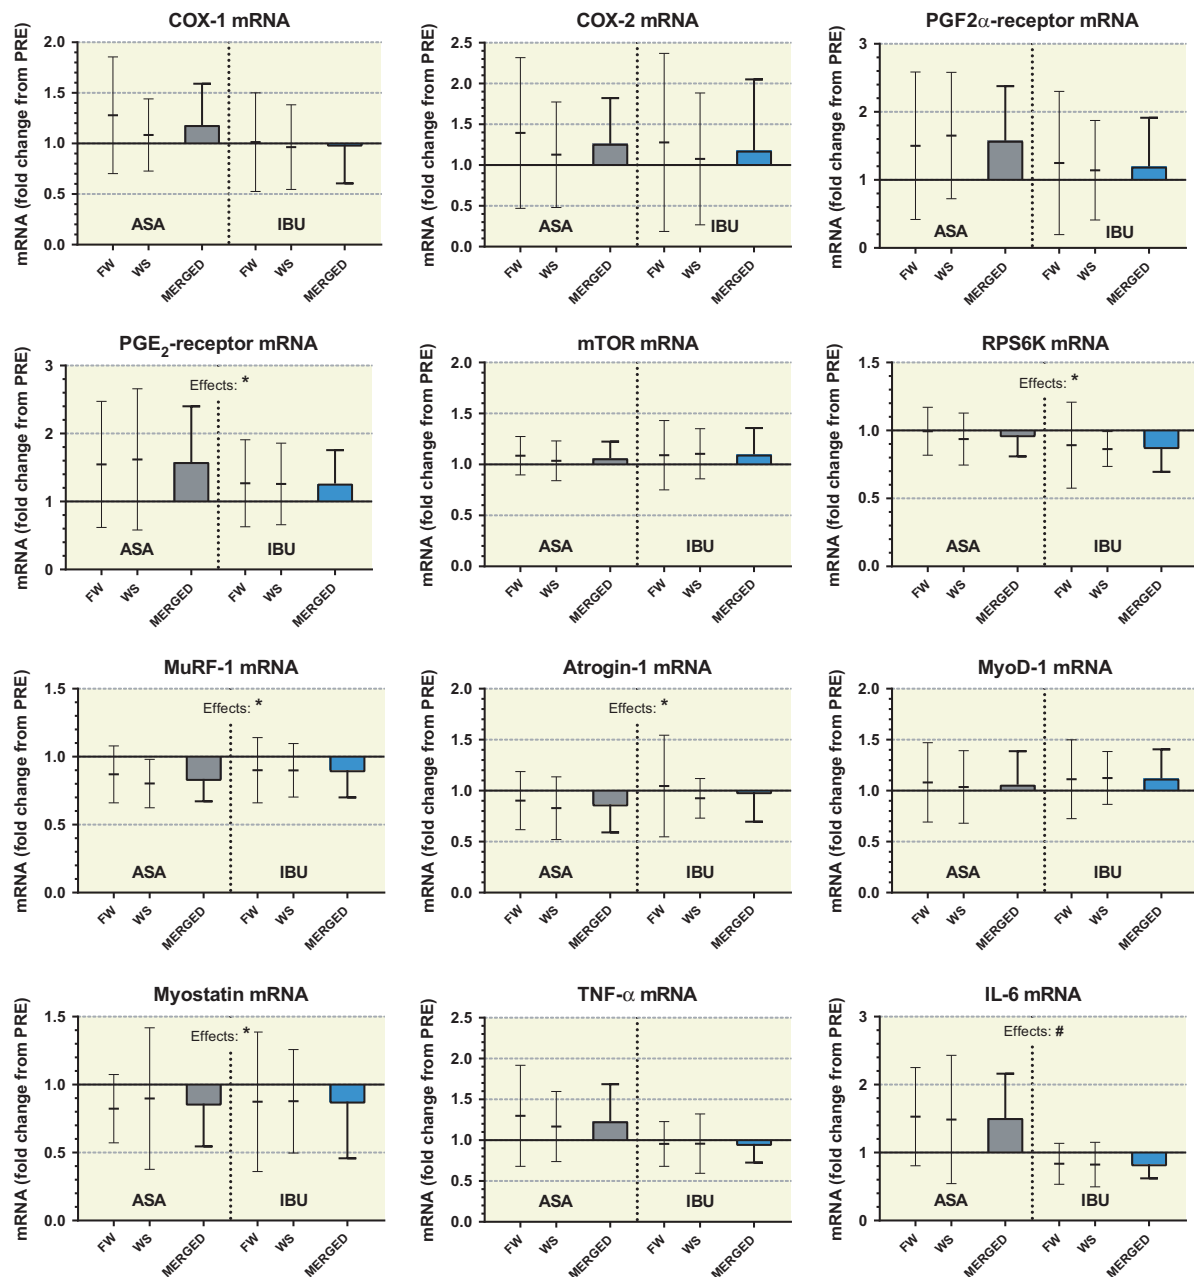 COX-1 mRNA
mRNA (fold change from PRE)
2.0
1.5
1.0
0.5
0.0
ASA
IBU
FW
WS
MERGED
FW
WS
MERGED
COX-2 mRNA
mRNA (fold change from PRE)
2.5
2.0
1.5
1.0
0.5
0.0
ASA
IBU
FW
WS
MERGED
FW
WS
MERGED
PGF2α-receptor mRNA
mRNA (fold change from PRE)
3
2
1
0
ASA
IBU
FW
WS
MERGED
FW
WS
MERGED
PGE₂-receptor mRNA
mRNA (fold change from PRE)
3
2
1
0
Effects: *
ASA
IBU
FW
WS
MERGED
FW
WS
MERGED
mTOR mRNA
mRNA (fold change from PRE)
2.0
1.5
1.0
0.5
0.0
ASA
IBU
FW
WS
MERGED
FW
WS
MERGED
RPS6K mRNA
mRNA (fold change from PRE)
1.5
1.0
0.5
0.0
Effects: *
ASA
IBU
FW
WS
MERGED
FW
WS
MERGED
MuRF-1 mRNA
mRNA (fold change from PRE)
1.5
1.0
0.5
0.0
Effects: *
ASA
IBU
FW
WS
MERGED
FW
WS
MERGED
Atrogin-1 mRNA
mRNA (fold change from PRE)
2.0
1.5
1.0
0.5
0.0
Effects: *
ASA
IBU
FW
WS
MERGED
FW
WS
MERGED
MyoD-1 mRNA
mRNA (fold change from PRE)
2.0
1.5
1.0
0.5
0.0
ASA
IBU
FW
WS
MERGED
FW
WS
MERGED
Myostatin mRNA
mRNA (fold change from PRE)
1.5
1.0
0.5
0.0
Effects: *
ASA
IBU
FW
WS
MERGED
FW
WS
MERGED
TNF-α mRNA
mRNA (fold change from PRE)
2.5
2.0
1.5
1.0
0.5
0.0
ASA
IBU
FW
WS
MERGED
FW
WS
MERGED
IL-6 mRNA
mRNA (fold change from PRE)
3
2
1
0
Effects: #
ASA
IBU
FW
WS
MERGED
FW
WS
MERGED